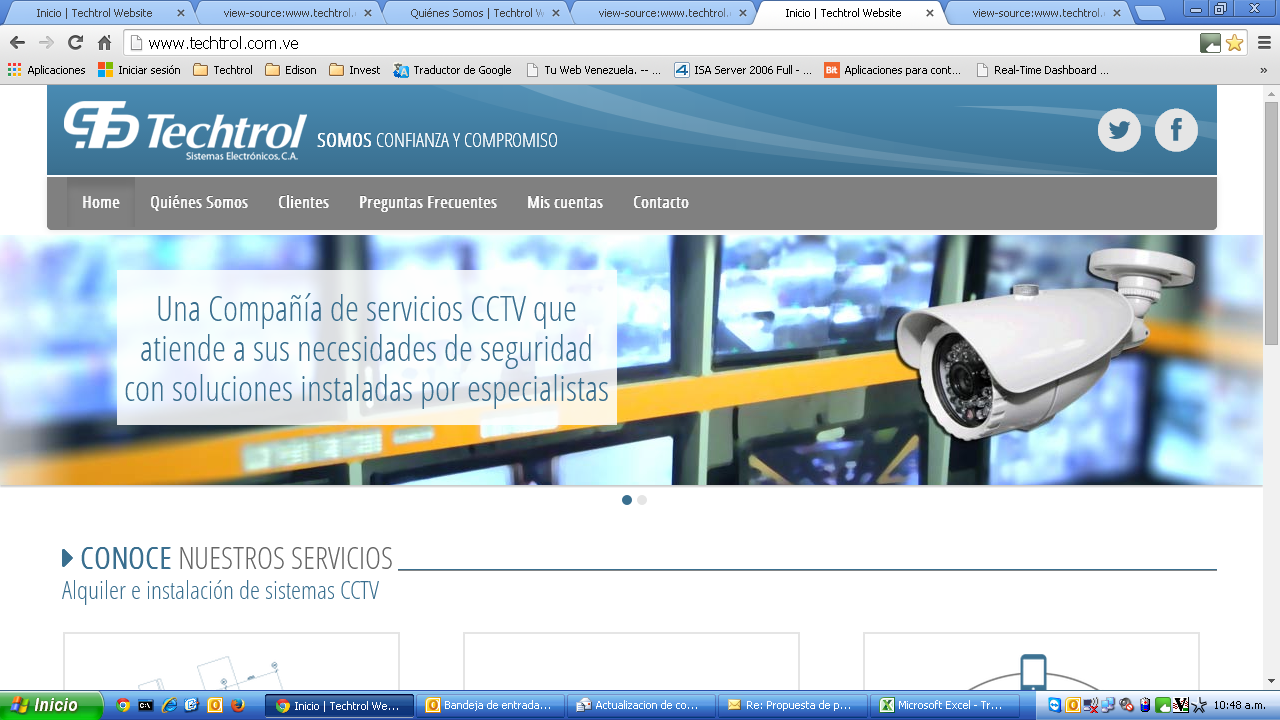 Inicio | Techtrol Website
view-source:www.techtrol.c
Quiénes Somos | Techtrol W
view-source:www.techtrol.c
Inicio | Techtrol Website
view-source:www.techtrol.c
www.techtrol.com.ve
Aplicaciones
Iniciar sesión
Techtrol
Edison
Invest
Traductor de Google
Tu Web Venezuela. -- ...
ISA Server 2006 Full - ...
Bit
Aplicaciones para cont...
Real-Time Dashboard ...
»
Techtrol
Sistemas Electrónicos, C.A.
SOMOS CONFIANZA Y COMPROMISO
Home
Quiénes Somos
Clientes
Preguntas Frecuentes
Mis cuentas
Contacto
Una Compañía de servicios CCTV que
atiende a sus necesidades de seguridad
con soluciones instaladas por especialistas
CONOCE NUESTROS SERVICIOS
Alquiler e instalación de sistemas CCTV
Inicio
Inicio | Techtrol We...
Bandeja de entrada...
Actualizacion de co...
Re: Propuesta de p...
Microsoft Excel - Tr...
10:48 a.m.